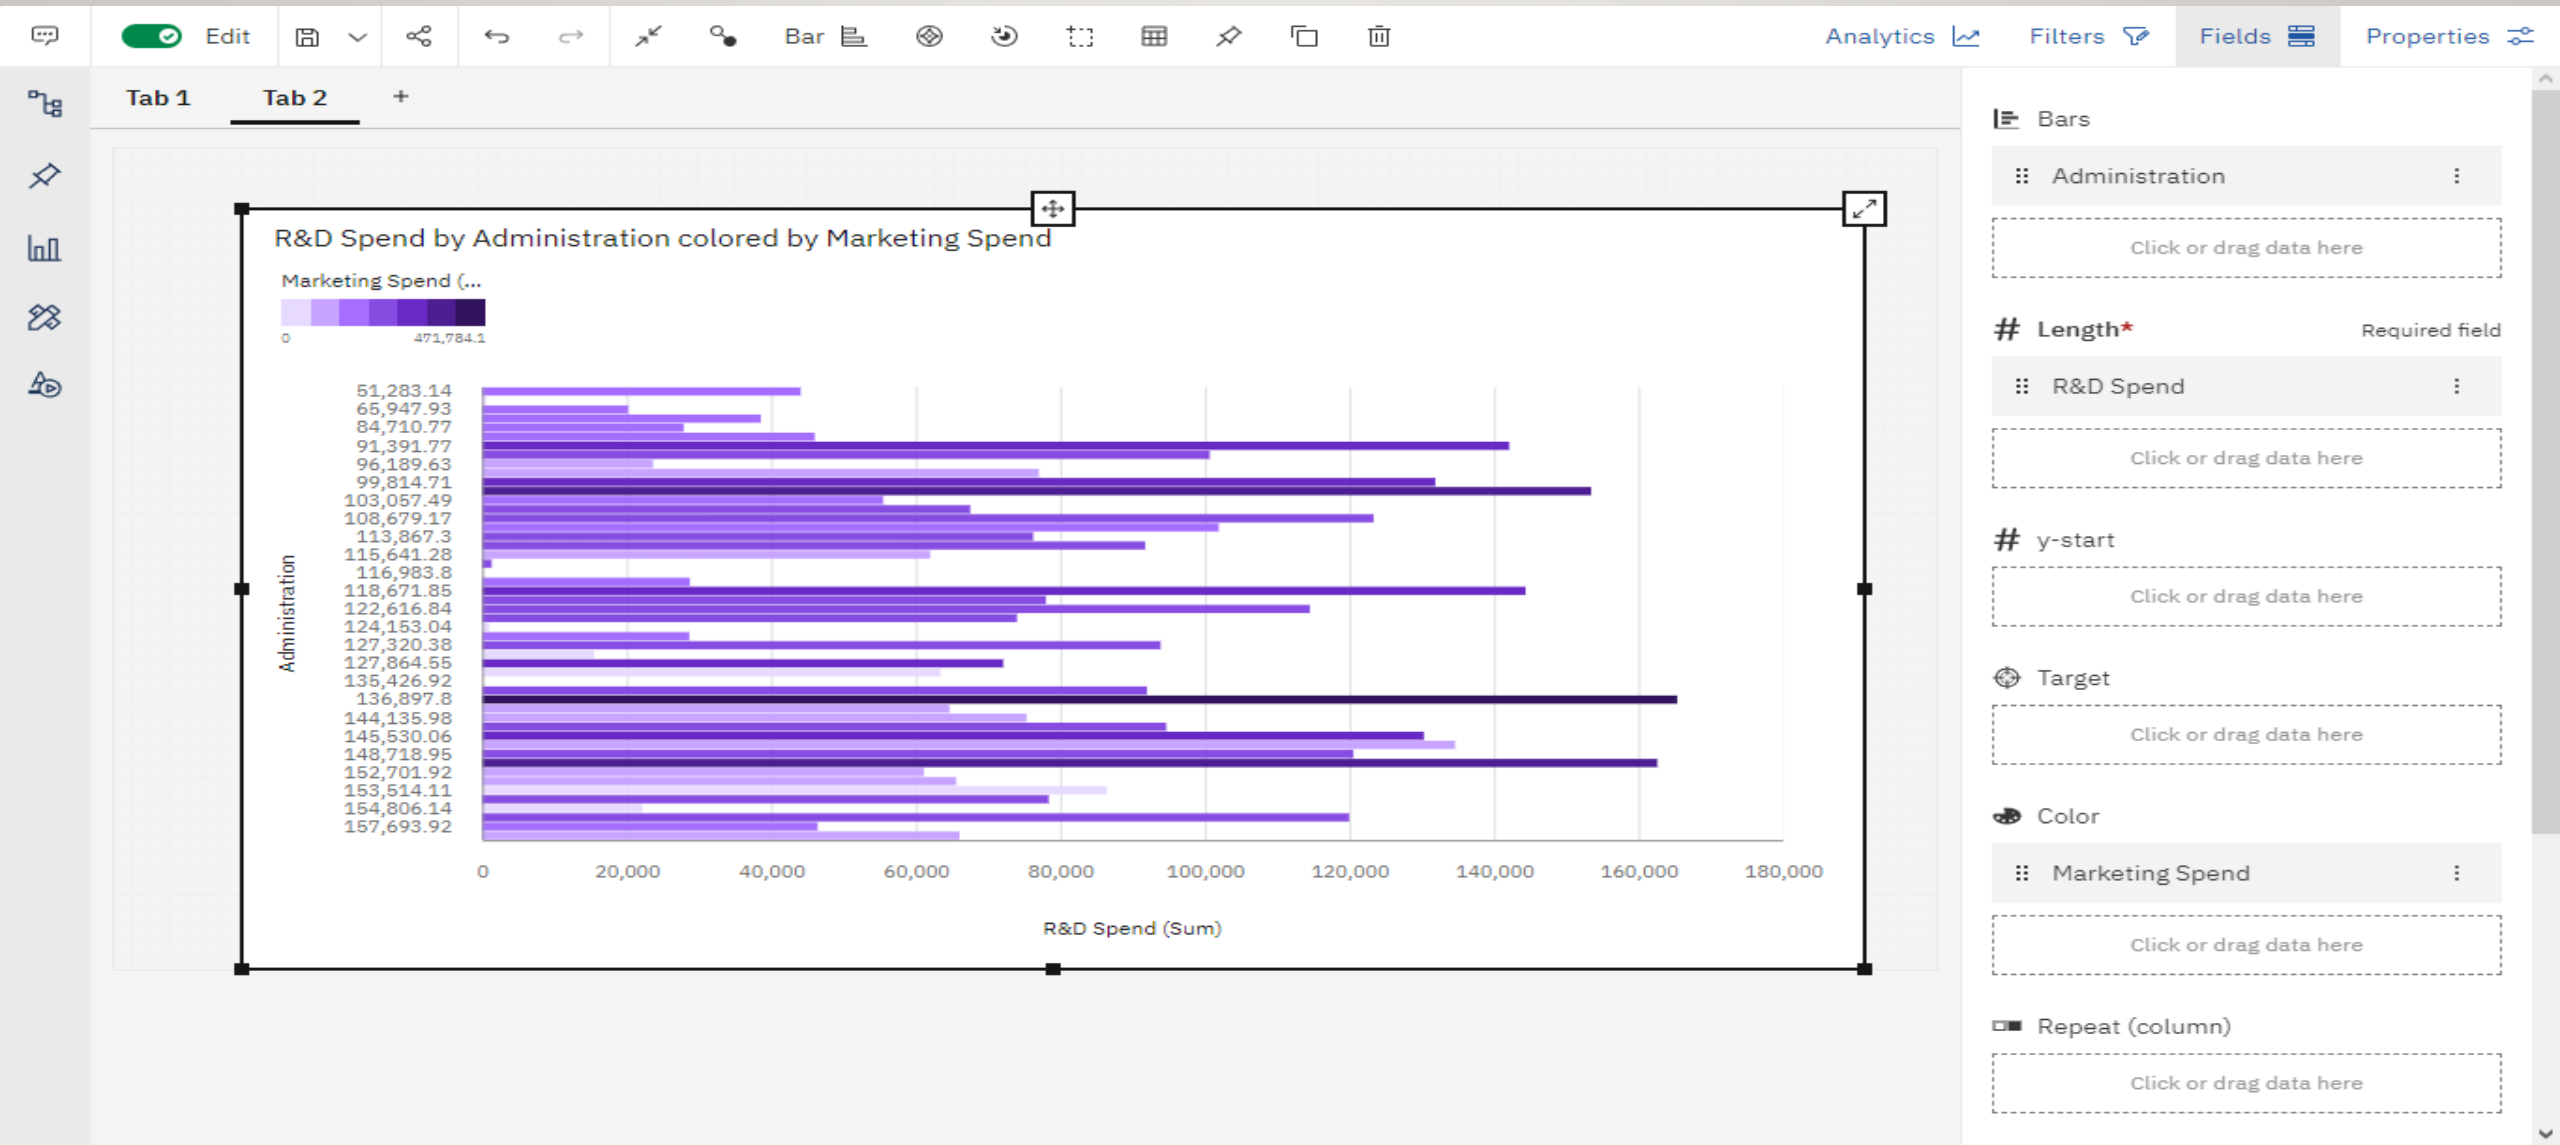 Edit
Bar
Analytics
Filters
Fields
Properties
Tab 1
Tab 2
+
R&D Spend by Administration colored by Marketing Spend
Marketing Spend (...
0
471,784.1
51,283.14
65,947.93
84,710.77
91,391.77
96,189.63
99,814.71
103,057.49
108,679.17
113,867.3
115,641.28
116,983.8
118,671.85
122,616.84
124,153.04
127,320.38
127,864.55
135,426.92
136,897.8
144,135.98
145,530.06
148,718.95
152,701.92
153,514.11
154,806.14
157,693.92
Administration
0
20,000
40,000
60,000
80,000
100,000
120,000
140,000
160,000
180,000
R&D Spend (Sum)
Bars
Administration
Click or drag data here
# Length*
Required field
R&D Spend
Click or drag data here
# y-start
Click or drag data here
Target
Click or drag data here
Color
Marketing Spend
Click or drag data here
Repeat (column)
Click or drag data here